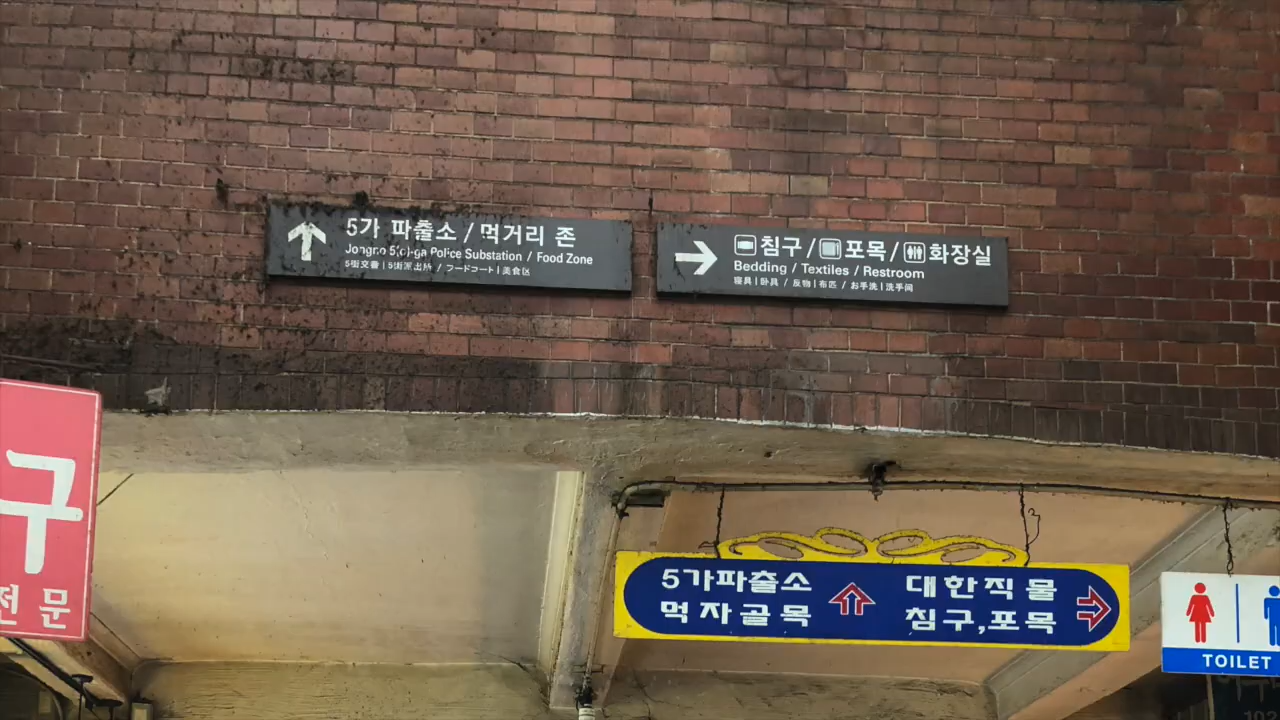 5가 파출소 / 먹거리 존
Jongno 5(o)-ga Police Substation / Food Zone
5街交番 | 5街派出所 / フードコート | 美食区
침구 / 포목 / 화장실
Bedding / Textiles / Restroom
寝具 | 卧具 / 反物 | 布匹 / お手洗 | 洗手间
구
전문
5가파출소
먹자골목
대한직물
침구,포목
TOILET